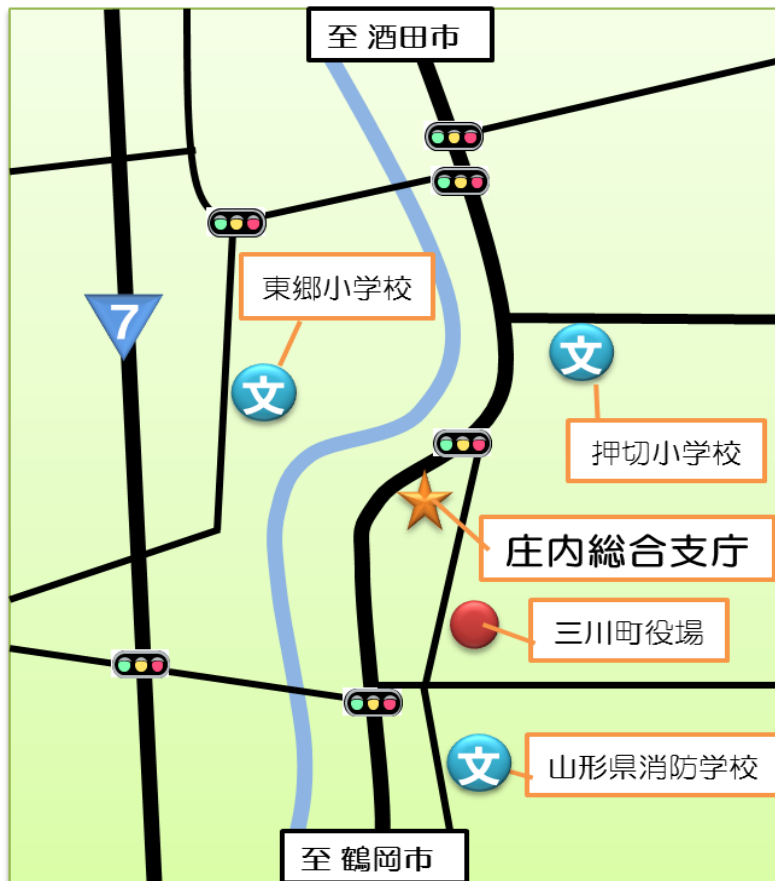 至 酒田市
東郷小学校
7
文
文
押切小学校
庄内総合支庁
三川町役場
文
山形県消防学校
至 鶴岡市